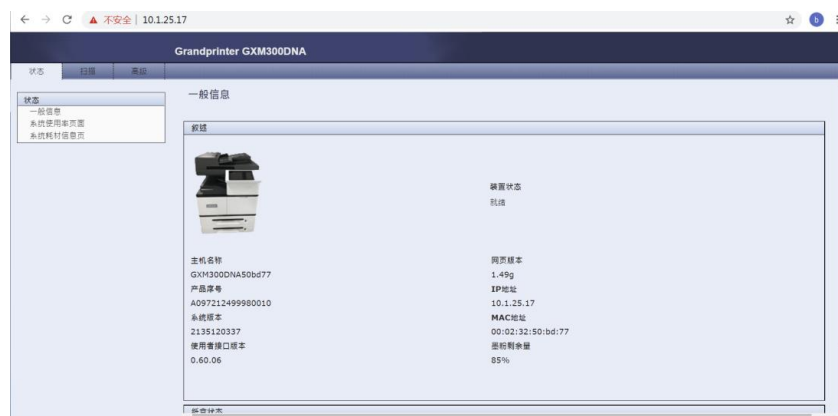 不安全 | 10.1.25.17
b
Grandprinter GXM300DNA
状态 扫描 高级
状态
一般信息
系统使用率页面
系统耗材信息页
一般信息
叙述
装置状态
就绪
主机名称
GXM300DNA50bd77
产品序号
A097212499980010
系统版本
2135120337
使用者接口版本
0.60.06
网页版本
1.49g
IP地址
10.1.25.17
MAC地址
00:02:32:50:bd:77
墨粉剩余量
85%
纸盒状态